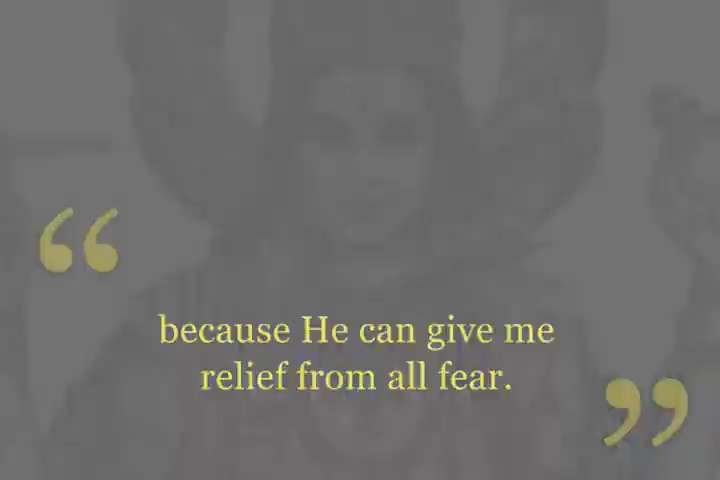 “
because He can give me
relief from all fear.
”